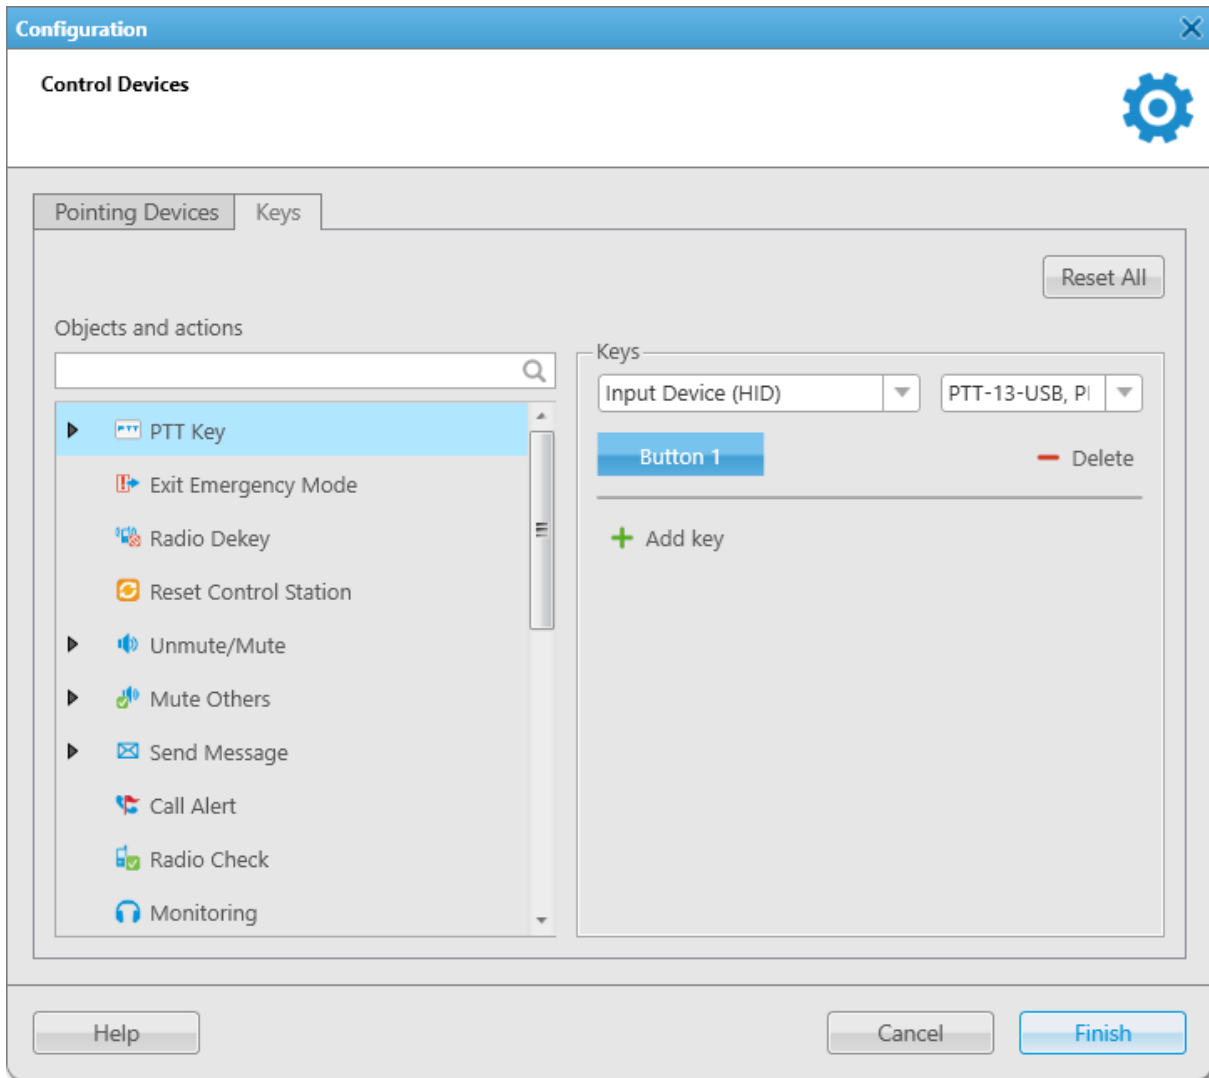 Configuration
Control Devices
Pointing Devices Keys
Reset All
Objects and actions
Keys
Input Device (HID) PTT-13-USB, P
PTT PTT Key
Button 1 Delete
Exit Emergency Mode
Radio Dekey
Add key
Reset Control Station
Unmute/Mute
Mute Others
Send Message
Call Alert
Radio Check
Monitoring
Help Cancel Finish